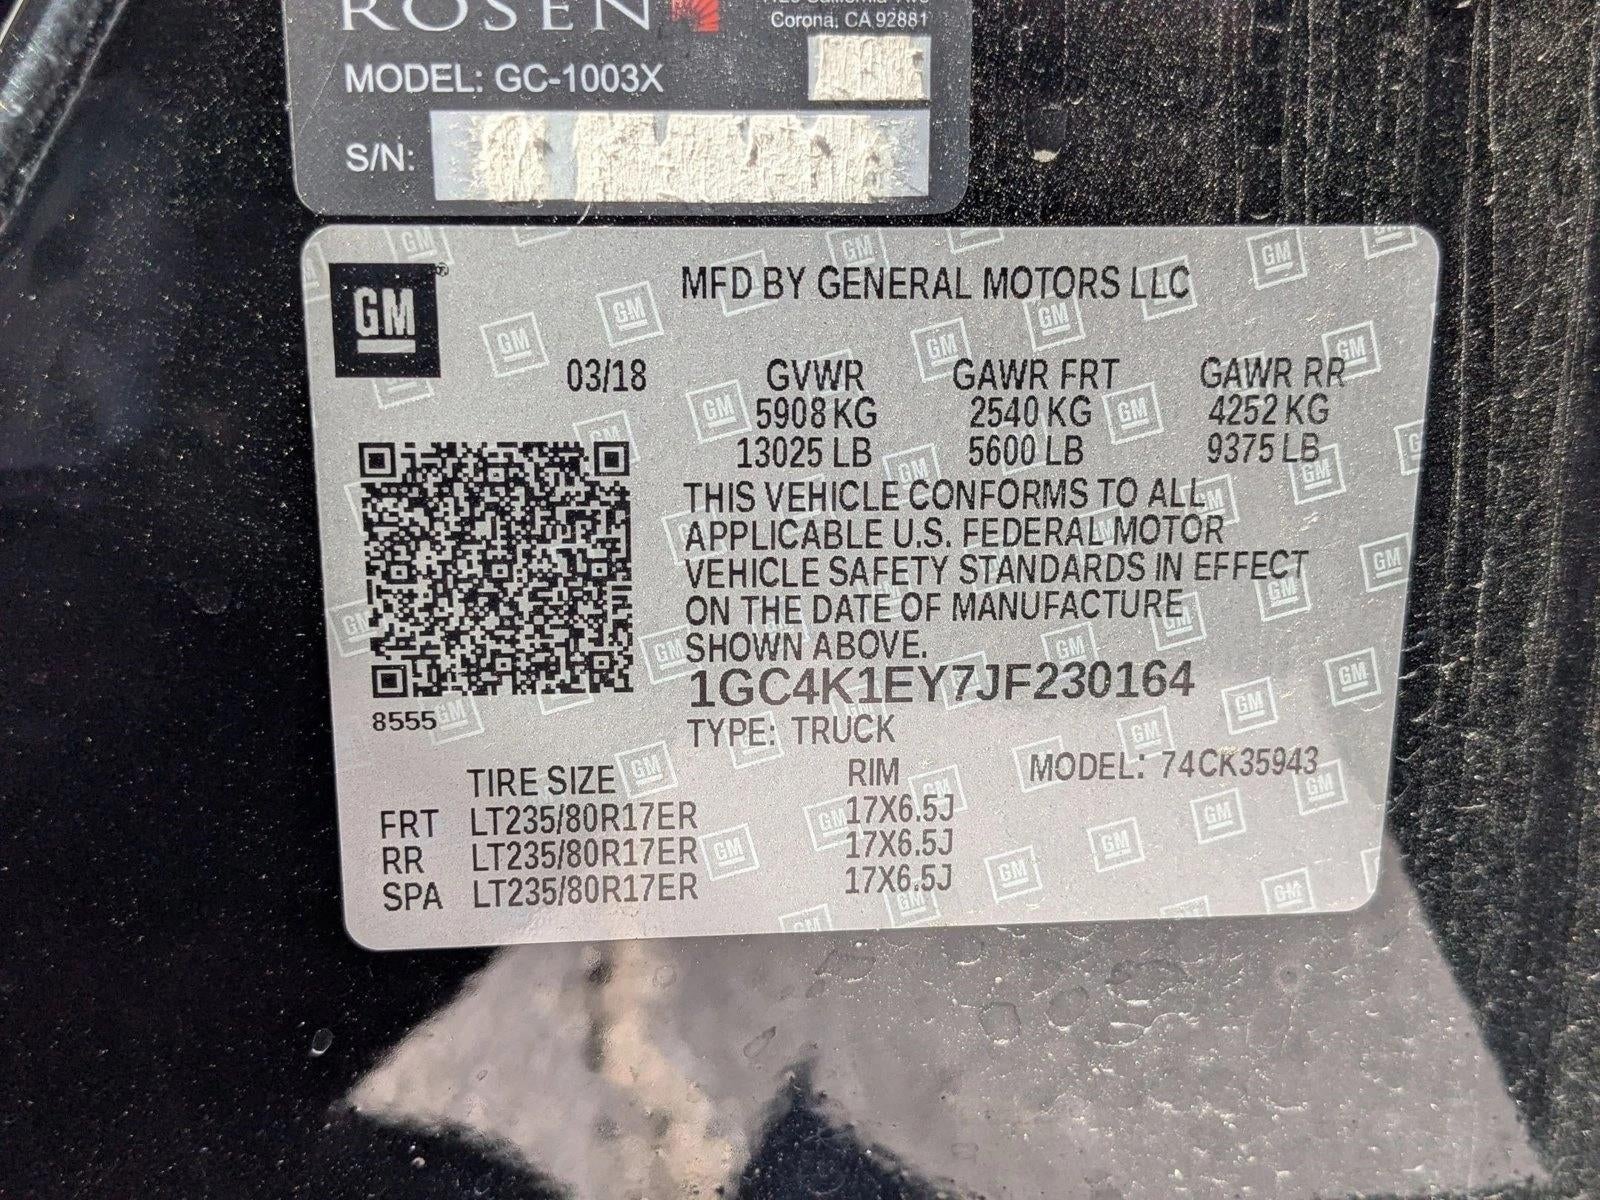 ROSEN
Corona, CA 92881
MODEL: GC-1003X
S/N:
GM
MFD BY GENERAL MOTORS LLC
03/18 GVWR GAWR FRT GAWR RR
5908 KG 2540 KG 4252 KG
13025 LB 5600 LB 9375 LB
THIS VEHICLE CONFORMS TO ALL
APPLICABLE U.S. FEDERAL MOTOR
VEHICLE SAFETY STANDARDS IN EFFECT
ON THE DATE OF MANUFACTURE
SHOWN ABOVE.
1GC4K1EY7JF230164
8555
TYPE: TRUCK
TIRE SIZE RIM MODEL: 74CK35943
FRT LT235/80R17ER 17X6.5J
RR LT235/80R17ER 17X6.5J
SPA LT235/80R17ER 17X6.5J